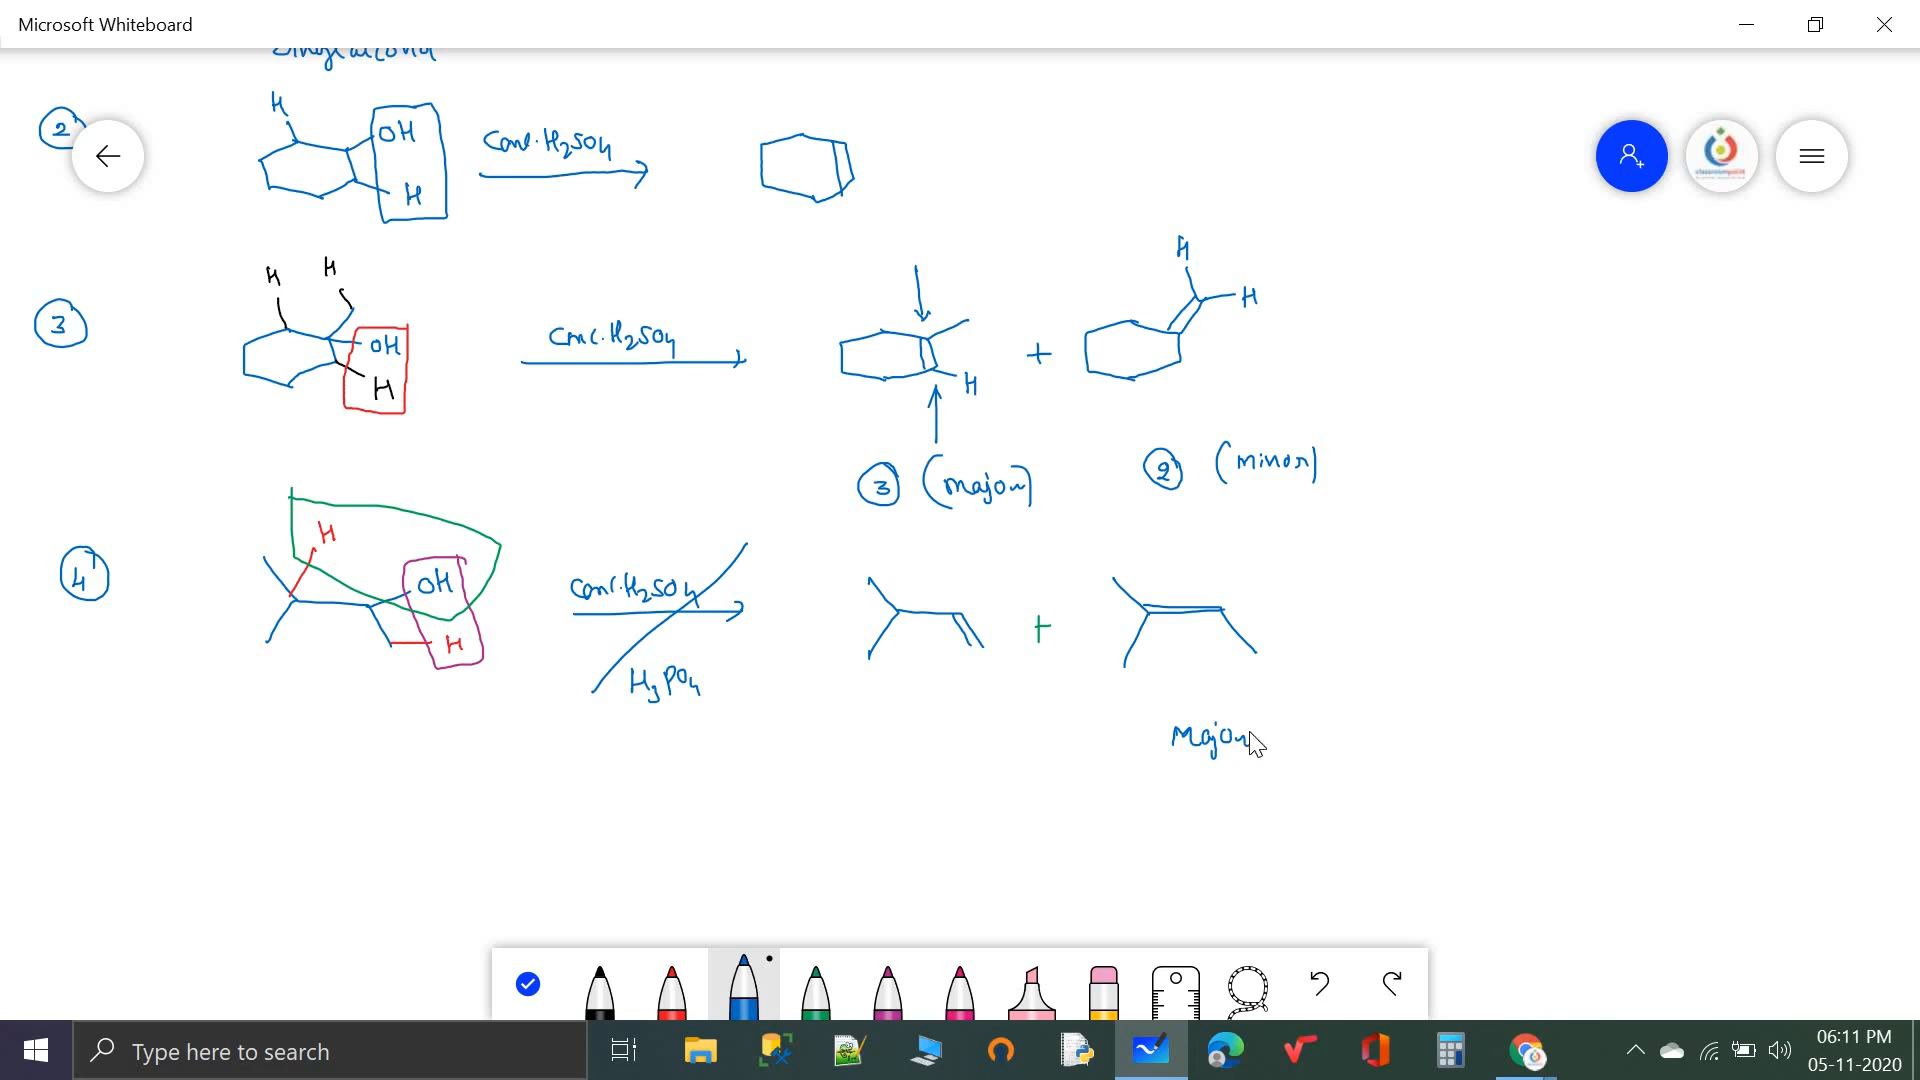 Microsoft Whiteboard
2
H
OH
H
Conc.H2SO4
3
H H
OH
H
Conc.H2SO4
H
+
H
H
3 (major)
2 (minor)
4
H
OH
H
Conc.H2SO4
H3PO4
+
Major
Type here to search
06:11 PM
05-11-2020